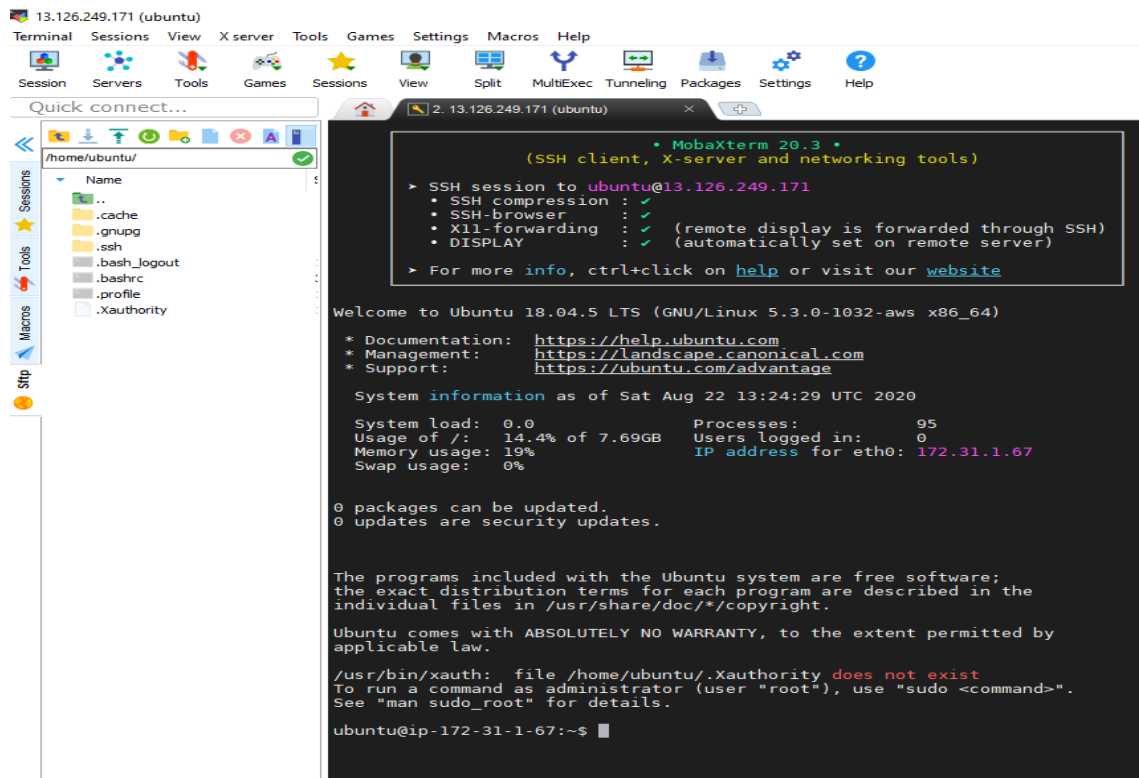 13.126.249.171 (ubuntu)
Terminal Sessions View X server Tools Games Settings Macros Help
Session Servers Tools Games Sessions View Split MultiExec Tunneling Packages Settings Help
Quick connect...
2. 13.126.249.171 (ubuntu)
/home/ubuntu/
Name
..
.cache
.gnupg
.ssh
.bash_logout
.bashrc
.profile
.Xauthority
Sessions
Tools
Macros
Sftp
• MobaXterm 20.3 •
(SSH client, X-server and networking tools)
➤ SSH session to ubuntu@13.126.249.171
• SSH compression : ✔
• SSH-browser : ✔
• X11-forwarding : ✔ (remote display is forwarded through SSH)
• DISPLAY : ✔ (automatically set on remote server)
➤ For more info, ctrl+click on help or visit our website
Welcome to Ubuntu 18.04.5 LTS (GNU/Linux 5.3.0-1032-aws x86_64)
* Documentation: https://help.ubuntu.com
* Management: https://landscape.canonical.com
* Support: https://ubuntu.com/advantage
System information as of Sat Aug 22 13:24:29 UTC 2020
System load: 0.0 Processes: 95
Usage of /: 14.4% of 7.69GB Users logged in: 0
Memory usage: 19% IP address for eth0: 172.31.1.67
Swap usage: 0%
0 packages can be updated.
0 updates are security updates.
The programs included with the Ubuntu system are free software;
the exact distribution terms for each program are described in the
individual files in /usr/share/doc/*/copyright.
Ubuntu comes with ABSOLUTELY NO WARRANTY, to the extent permitted by
applicable law.
/usr/bin/xauth: file /home/ubuntu/.Xauthority does not exist
To run a command as administrator (user "root"), use "sudo <command>".
See "man sudo_root" for details.
ubuntu@ip-172-31-1-67:~$